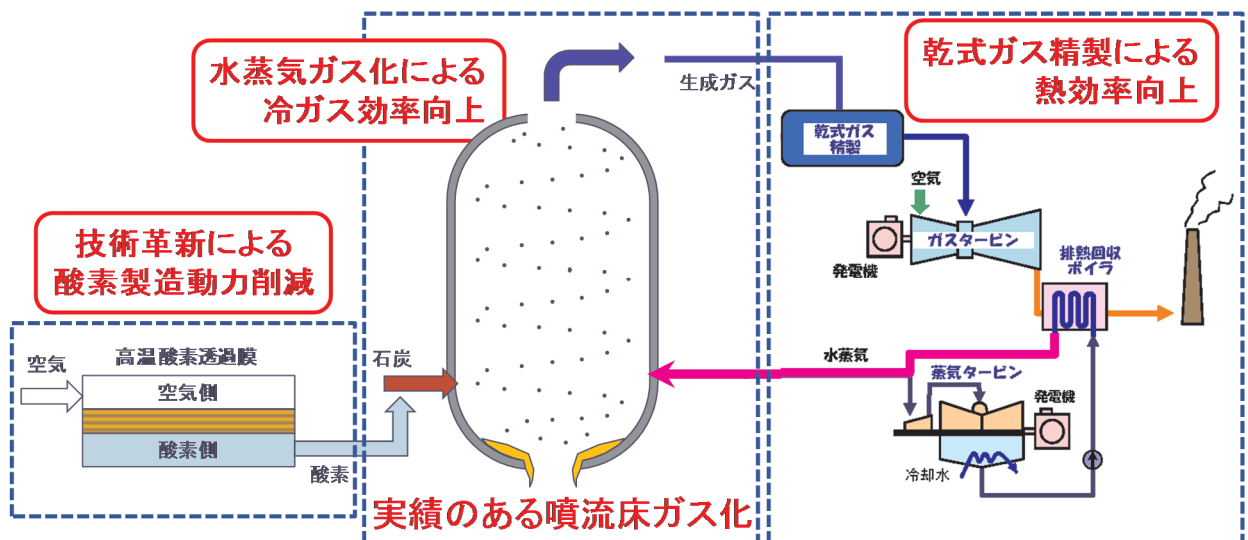 水蒸気ガス化による
冷ガス効率向上
生成ガス
乾式ガス精製による
熱効率向上
乾式ガス
精製
空気
ガスタービン
発電機
排熱回収
ボイラ
技術革新による
酸素製造動力削減
空気
高温酸素透過膜
空気側
酸素側
酸素
石炭
水蒸気
蒸気タービン
発電機
冷却水
実績のある噴流床ガス化